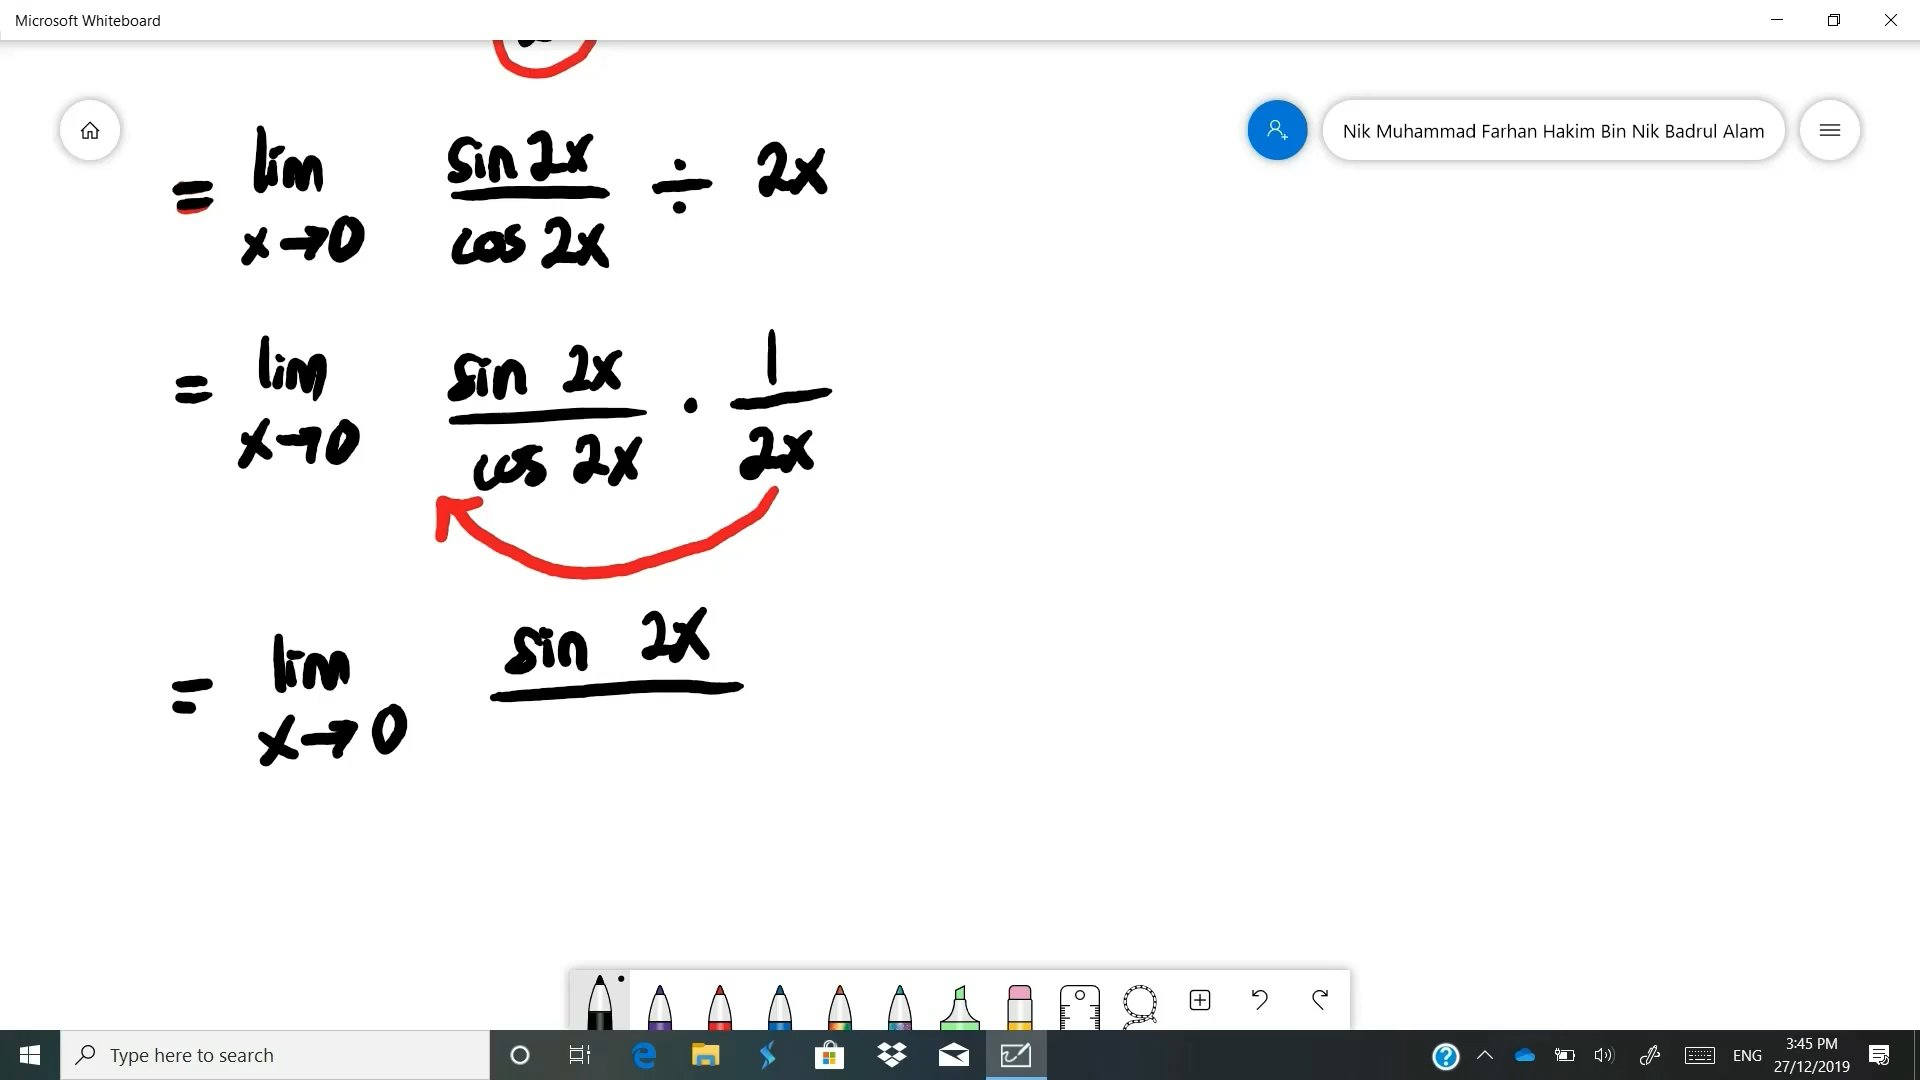 Microsoft Whiteboard
Nik Muhammad Farhan Hakim Bin Nik Badrul Alam
= lim x→0 sin 2x / cos 2x ÷ 2x
= lim x→0 sin 2x / cos 2x · 1 / 2x
= lim x→0 sin 2x
Type here to search
ENG
3:45 PM
27/12/2019